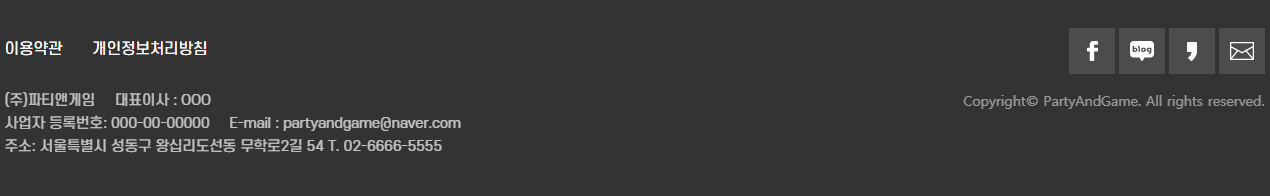 이용약관 개인정보처리방침
blog
(주)파티앤게임 대표이사 : OOO
사업자 등록번호: 000-00-00000 E-mail : partyandgame@naver.com
주소: 서울특별시 성동구 왕십리도선동 무학로2길 54 T. 02-6666-5555
Copyright© PartyAndGame. All rights reserved.